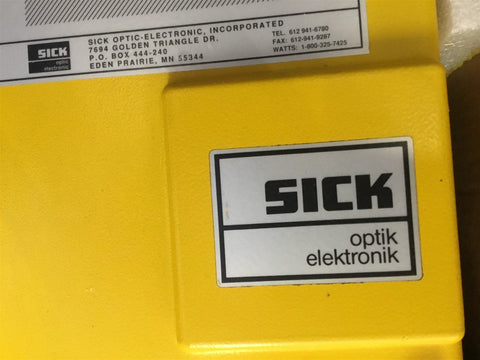 SICK
optic
electronic
SICK OPTIC-ELECTRONIC, INCORPORATED
7694 GOLDEN TRIANGLE DR.
P.O. BOX 444-240
EDEN PRAIRIE, MN 55344
TEL. 612 941-6780
FAX: 612-941-9287
WATTS: 1-800-325-7425
SICK
optik
elektronik